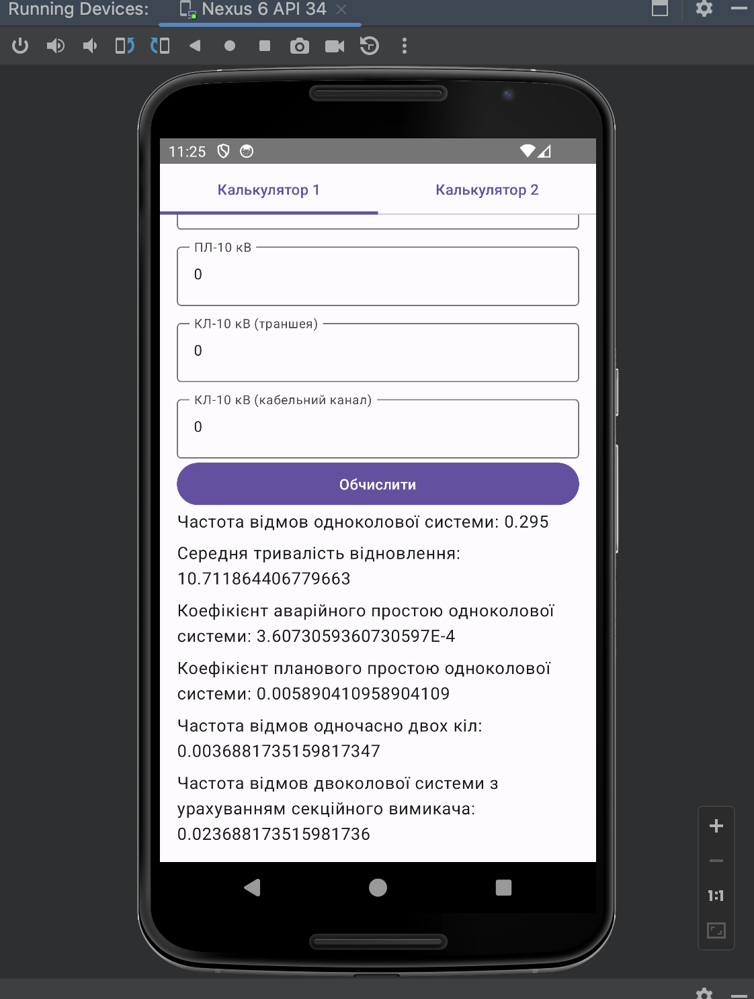 Running Devices:
Nexus 6 API 34
11:25
Калькулятор 1
Калькулятор 2
ПЛ-10 кВ
0
КЛ-10 кВ (траншея)
0
КЛ-10 кВ (кабельний канал)
0
Обчислити
Частота відмов одноколової системи: 0.295
Середня тривалість відновлення:
10.711864406779663
Коефікієнт аварійного простою одноколової
системи: 3.6073059360730597E-4
Коефікієнт планового простою одноколової
системи: 0.005890410958904109
Частота відмов одночасно двох кіл:
0.0036881735159817347
Частота відмов двоколової системи з
урахуванням секційного вимикача:
0.023688173515981736
1:1